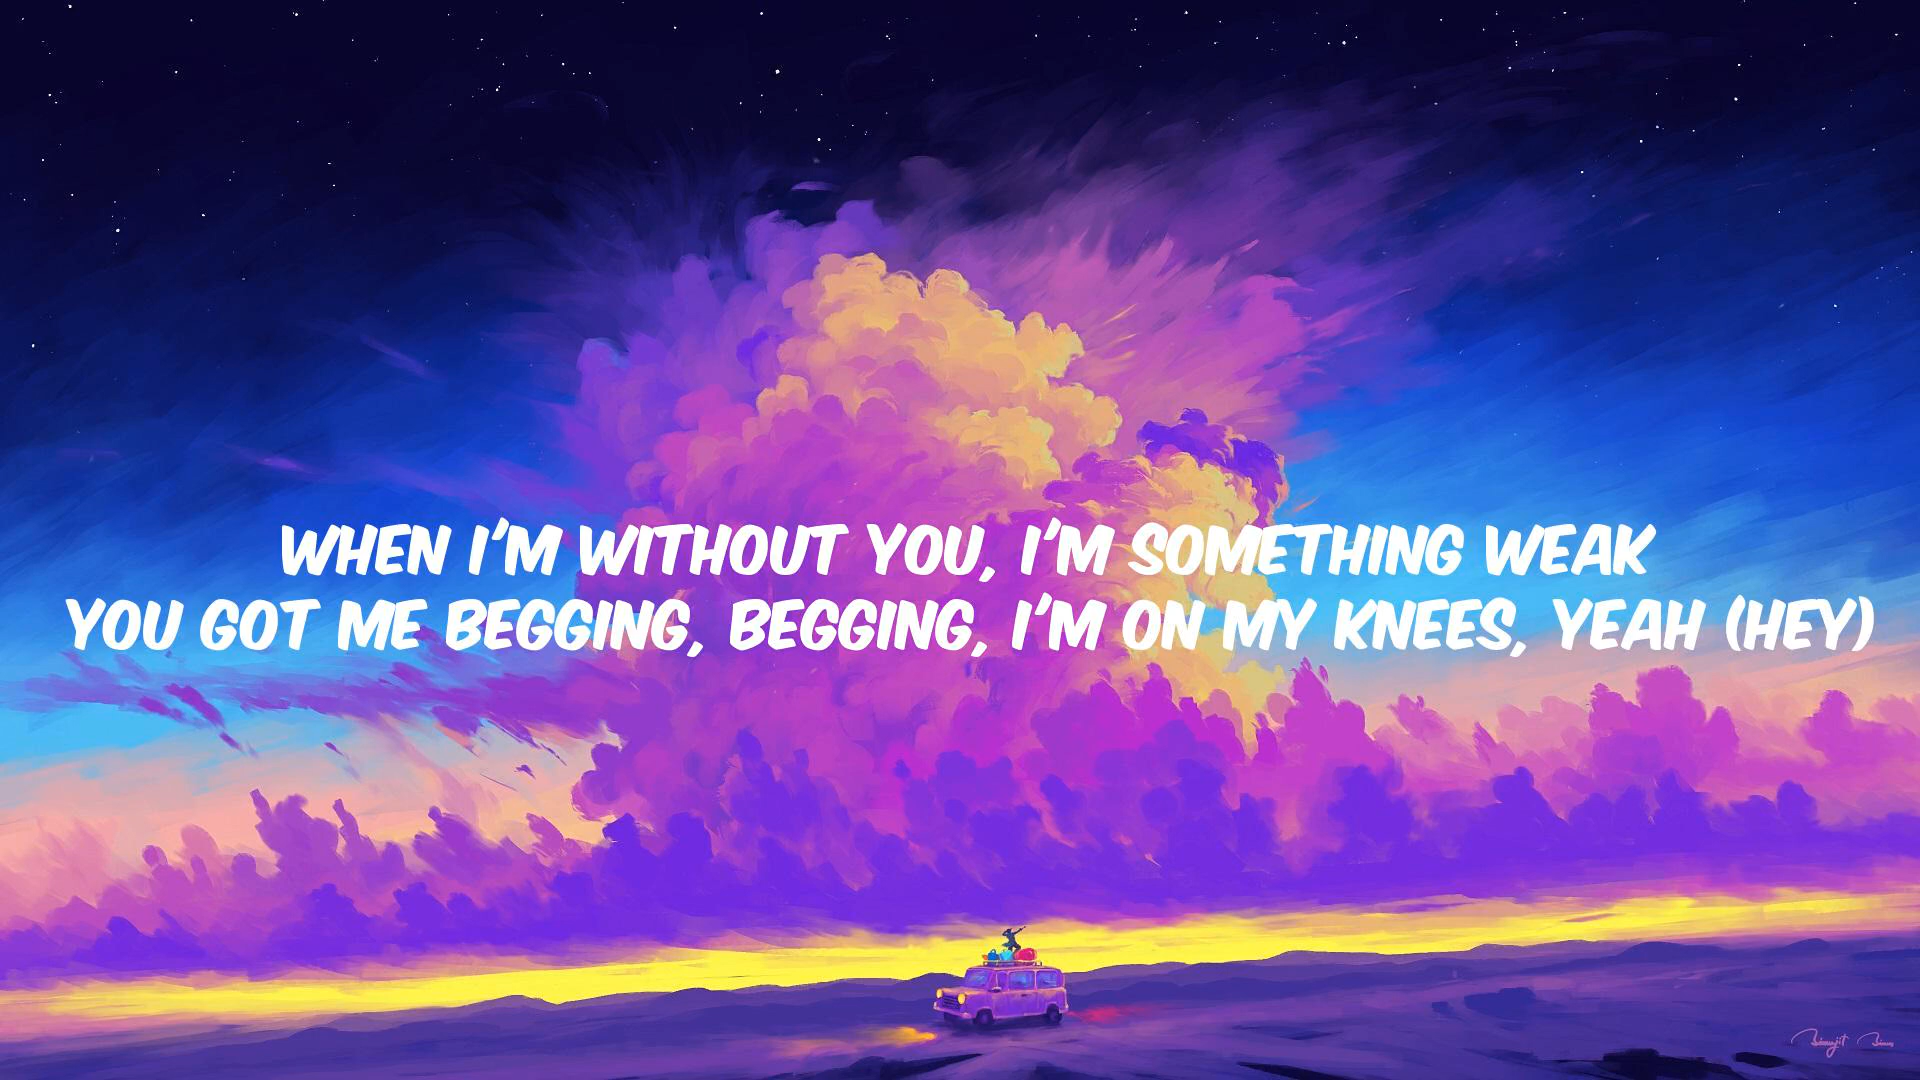 WHEN I'M WITHOUT YOU, I'M SOMETHING WEAK
YOU GOT ME BEGGING, BEGGING, I'M ON MY KNEES, YEAH (HEY)